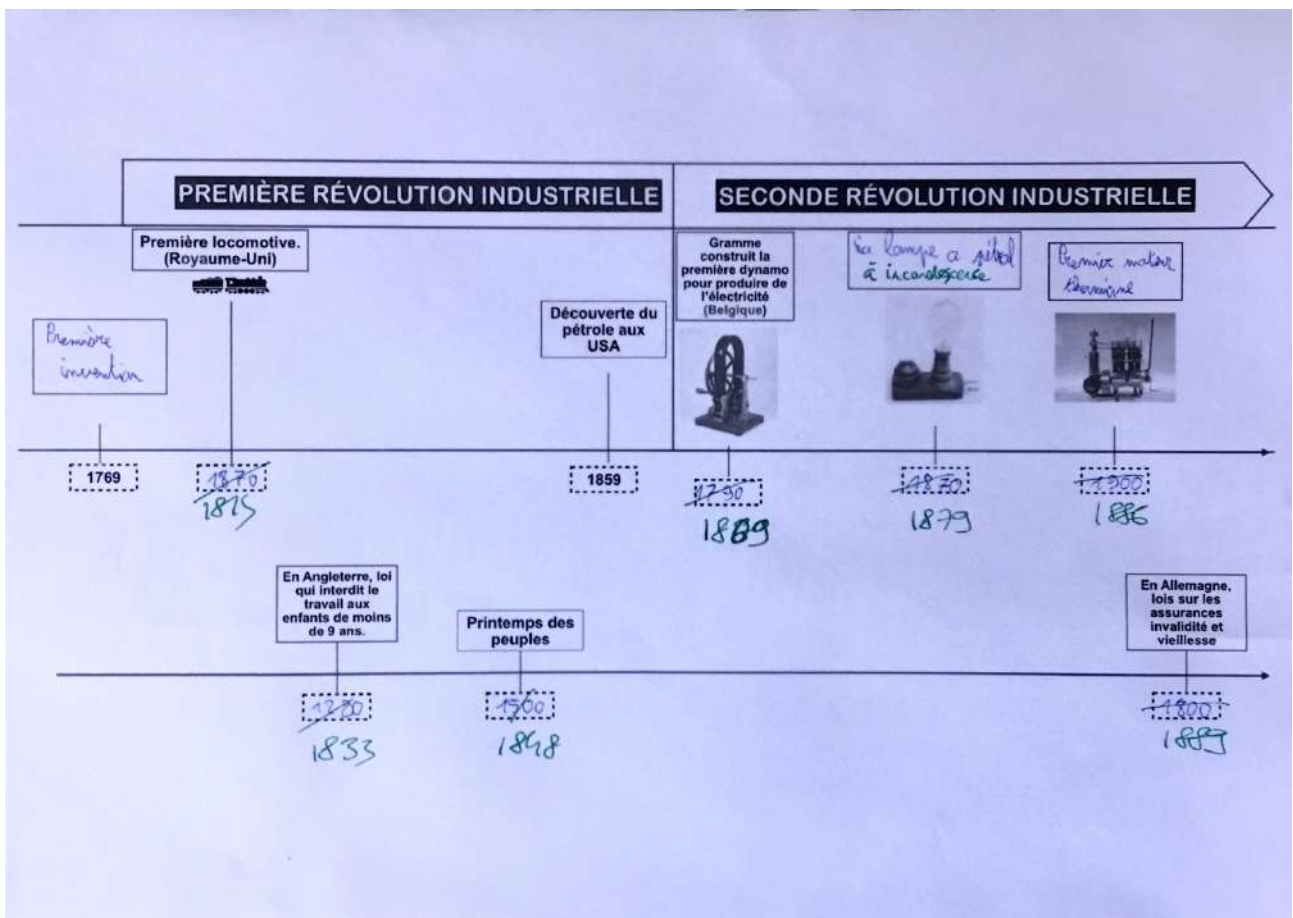 PREMIÈRE RÉVOLUTION INDUSTRIELLE
SECONDE RÉVOLUTION INDUSTRIELLE
Première
invention
Première locomotive.
(Royaume-Uni)
Découverte du
pétrole aux
USA
Gramme
construit la
première dynamo
pour produire de
l'électricité
(Belgique)
La lampe a pétrol
à incandescence
Premier moteur
thermique
1769
1870
1815
1859
1790
1869
1870
1879
1900
1886
En Angleterre, loi
qui interdit le
travail aux
enfants de moins
de 9 ans.
Printemps des
peuples
En Allemagne,
lois sur les
assurances
invalidité et
vieillesse
1833
1500
1848
1800
1889